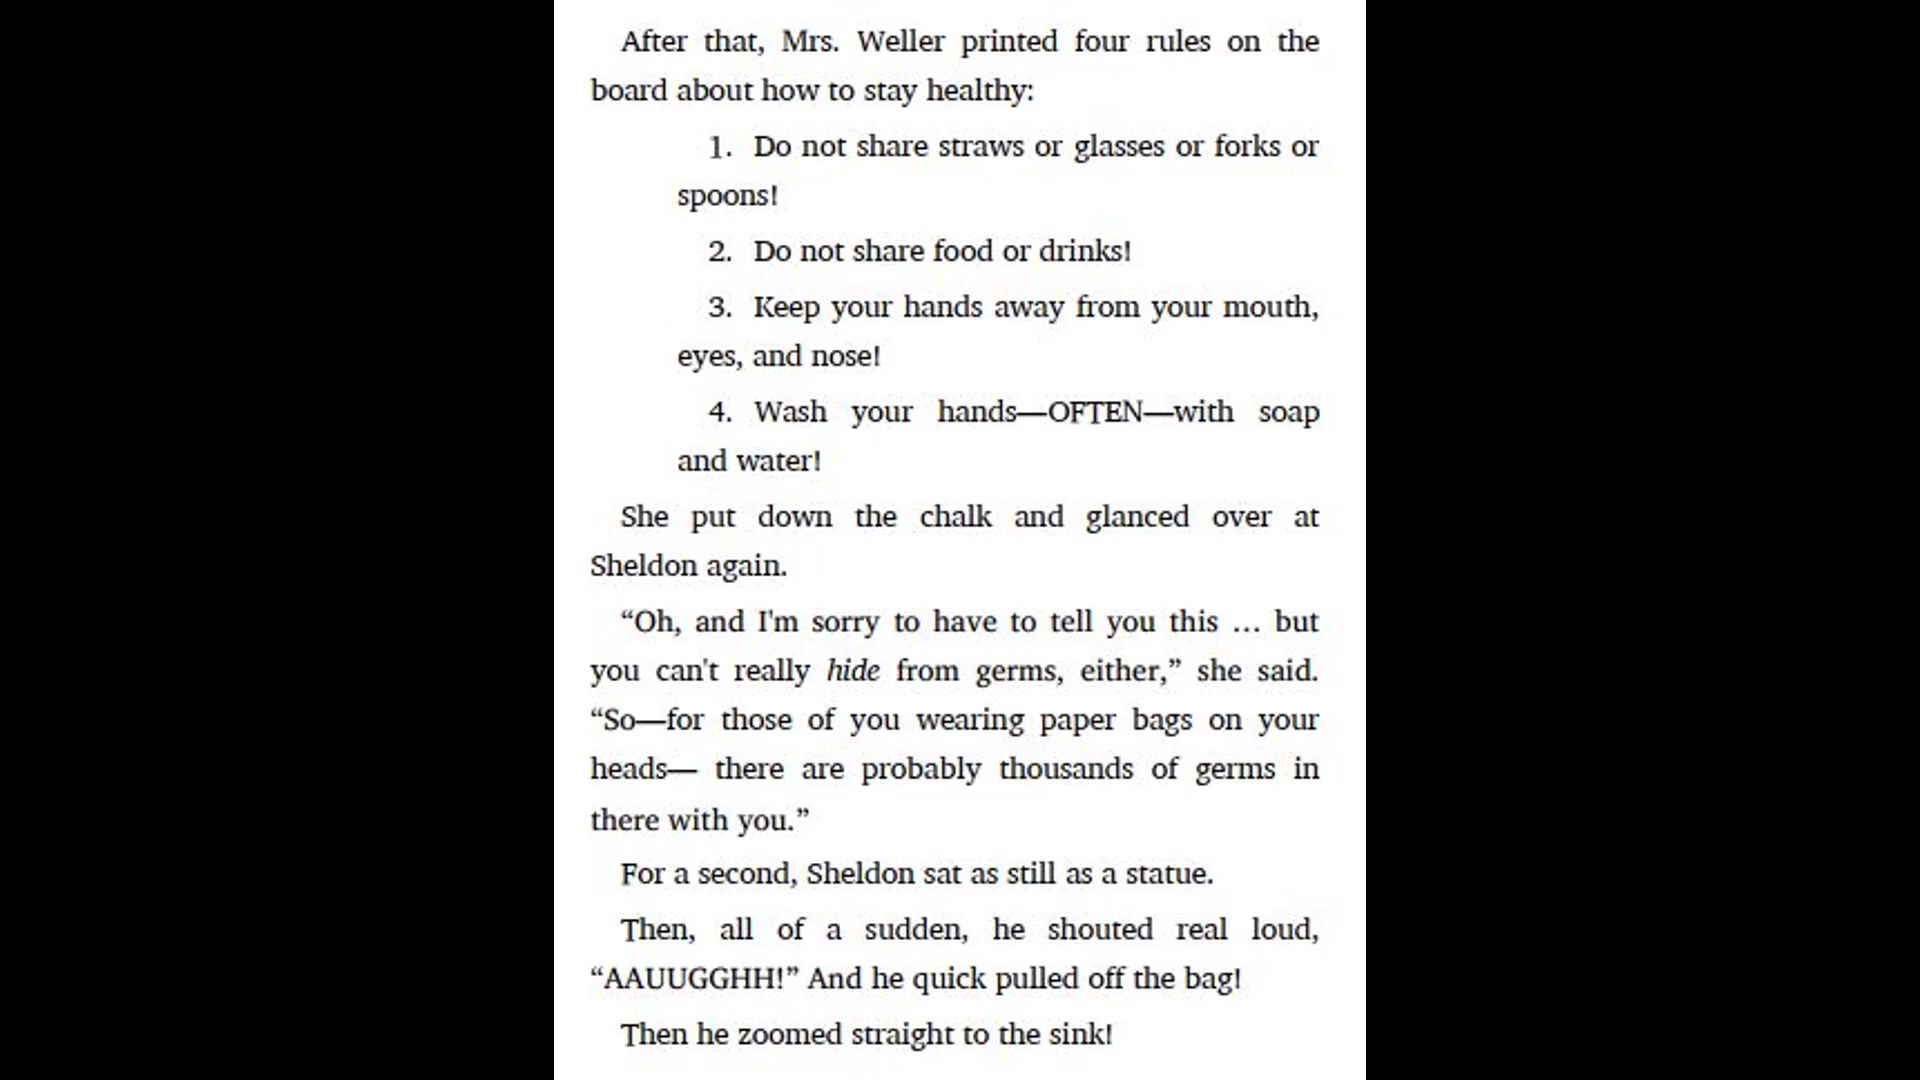 After that, Mrs. Weller printed four rules on the
board about how to stay healthy:
1. Do not share straws or glasses or forks or
spoons!
2. Do not share food or drinks!
3. Keep your hands away from your mouth,
eyes, and nose!
4. Wash your hands—OFTEN—with soap
and water!
She put down the chalk and glanced over at
Sheldon again.
“Oh, and I'm sorry to have to tell you this … but
you can't really hide from germs, either,” she said.
“So—for those of you wearing paper bags on your
heads— there are probably thousands of germs in
there with you.”
For a second, Sheldon sat as still as a statue.
Then, all of a sudden, he shouted real loud,
“AAUUGGHH!” And he quick pulled off the bag!
Then he zoomed straight to the sink!